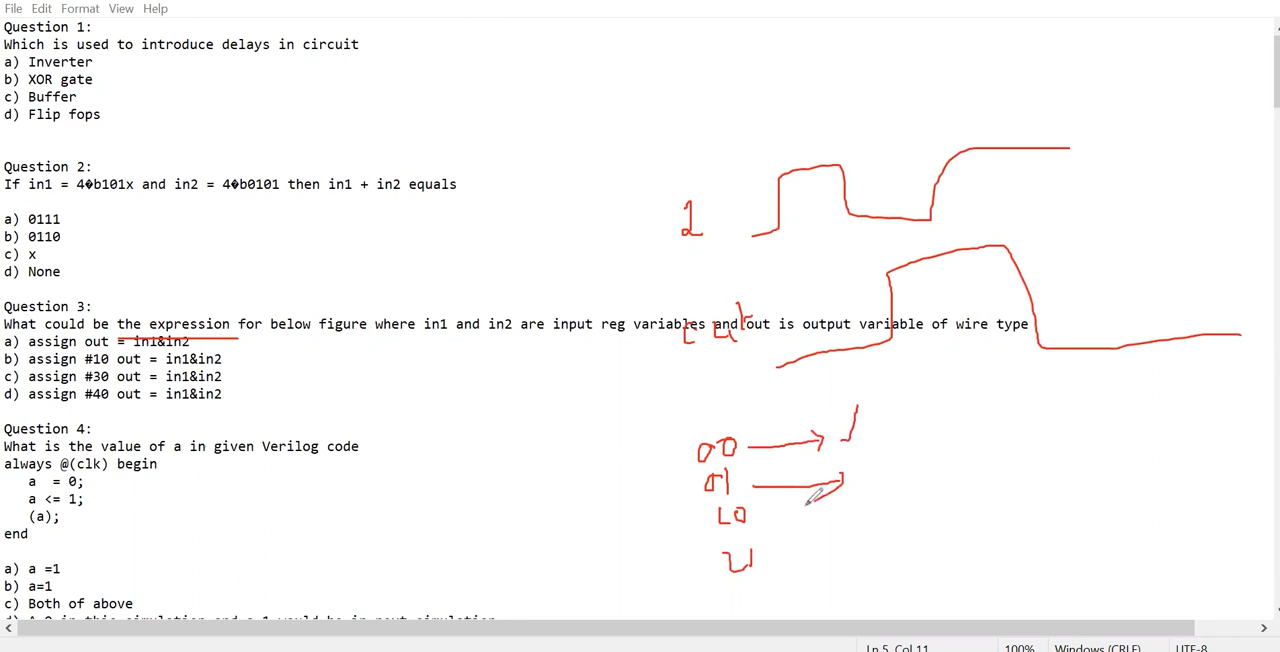 File Edit Format View Help
Question 1:
Which is used to introduce delays in circuit
a) Inverter
b) XOR gate
c) Buffer
d) Flip fops
Question 2:
If in1 = 4�b101x and in2 = 4�b0101 then in1 + in2 equals
a) 0111
b) 0110
c) x
d) None
Question 3:
What could be the expression for below figure where in1 and in2 are input reg variables and out is output variable of wire type
a) assign out = in1&in2
b) assign #10 out = in1&in2
c) assign #30 out = in1&in2
d) assign #40 out = in1&in2
Question 4:
What is the value of a in given Verilog code
always @(clk) begin
a = 0;
a <= 1;
(a);
end
a) a =1
b) a=1
c) Both of above
00
01
10
Ln 5, Col 11 100% Windows (CRLF) UTF-8